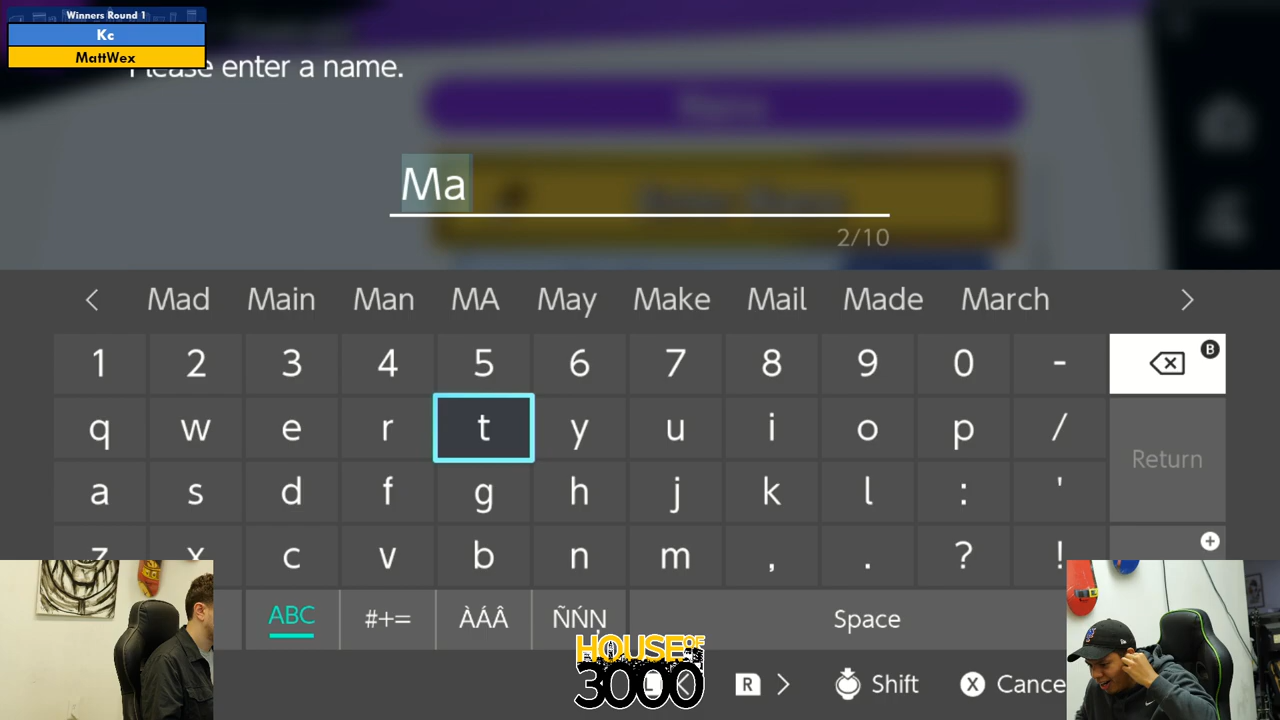 Winners Round 1
Kc
MattWex
Please enter a name.
Ma
2/10
Mad Main Man MA May Make Mail Made March
1 2 3 4 5 6 7 8 9 0 - B
q w e r t y u i o p /
Return
a s d f g h j k l : '
z x c v b n m , . ? ! +
ABC #+= ÀÁÂ ÑŃŅ Space
HOUSE OF
3000
L R Shift X Cance